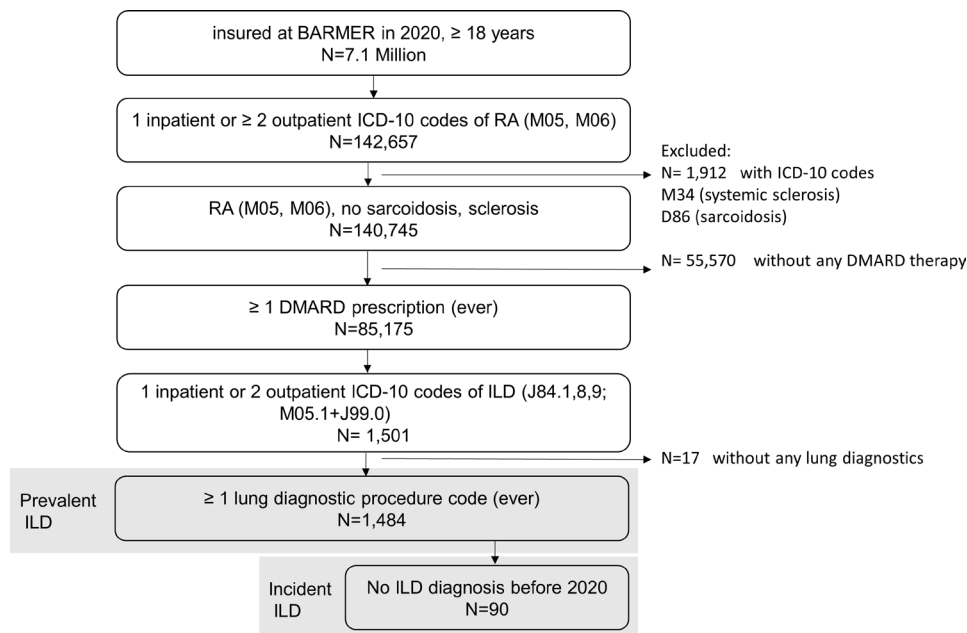 insured at BARMER in 2020, ≥ 18 years
N=7.1 Million
1 inpatient or ≥ 2 outpatient ICD-10 codes of RA (M05, M06)
N=142,657
Excluded:
N= 1,912 with ICD-10 codes
M34 (systemic sclerosis)
D86 (sarcoidosis)
RA (M05, M06), no sarcoidosis, sclerosis
N=140,745
N= 55,570 without any DMARD therapy
≥ 1 DMARD prescription (ever)
N=85,175
1 inpatient or 2 outpatient ICD-10 codes of ILD (J84.1,8,9;
M05.1+J99.0)
N= 1,501
N=17 without any lung diagnostics
Prevalent
ILD
≥ 1 lung diagnostic procedure code (ever)
N=1,484
Incident
ILD
No ILD diagnosis before 2020
N=90